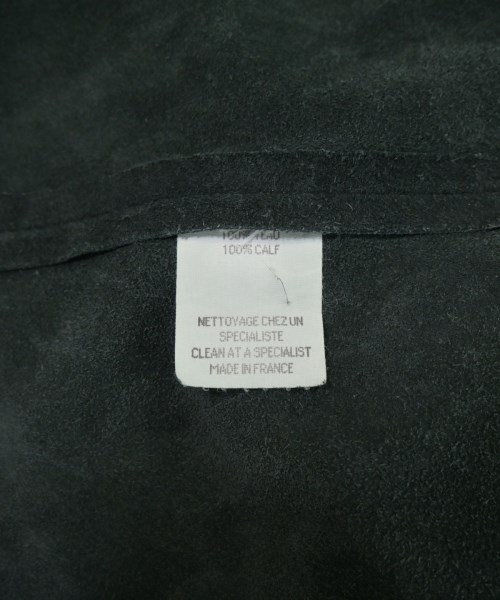 100% CALF
NETTOYAGE CHEZ UN
SPECIALISTE
CLEAN AT A SPECIALIST
MADE IN FRANCE